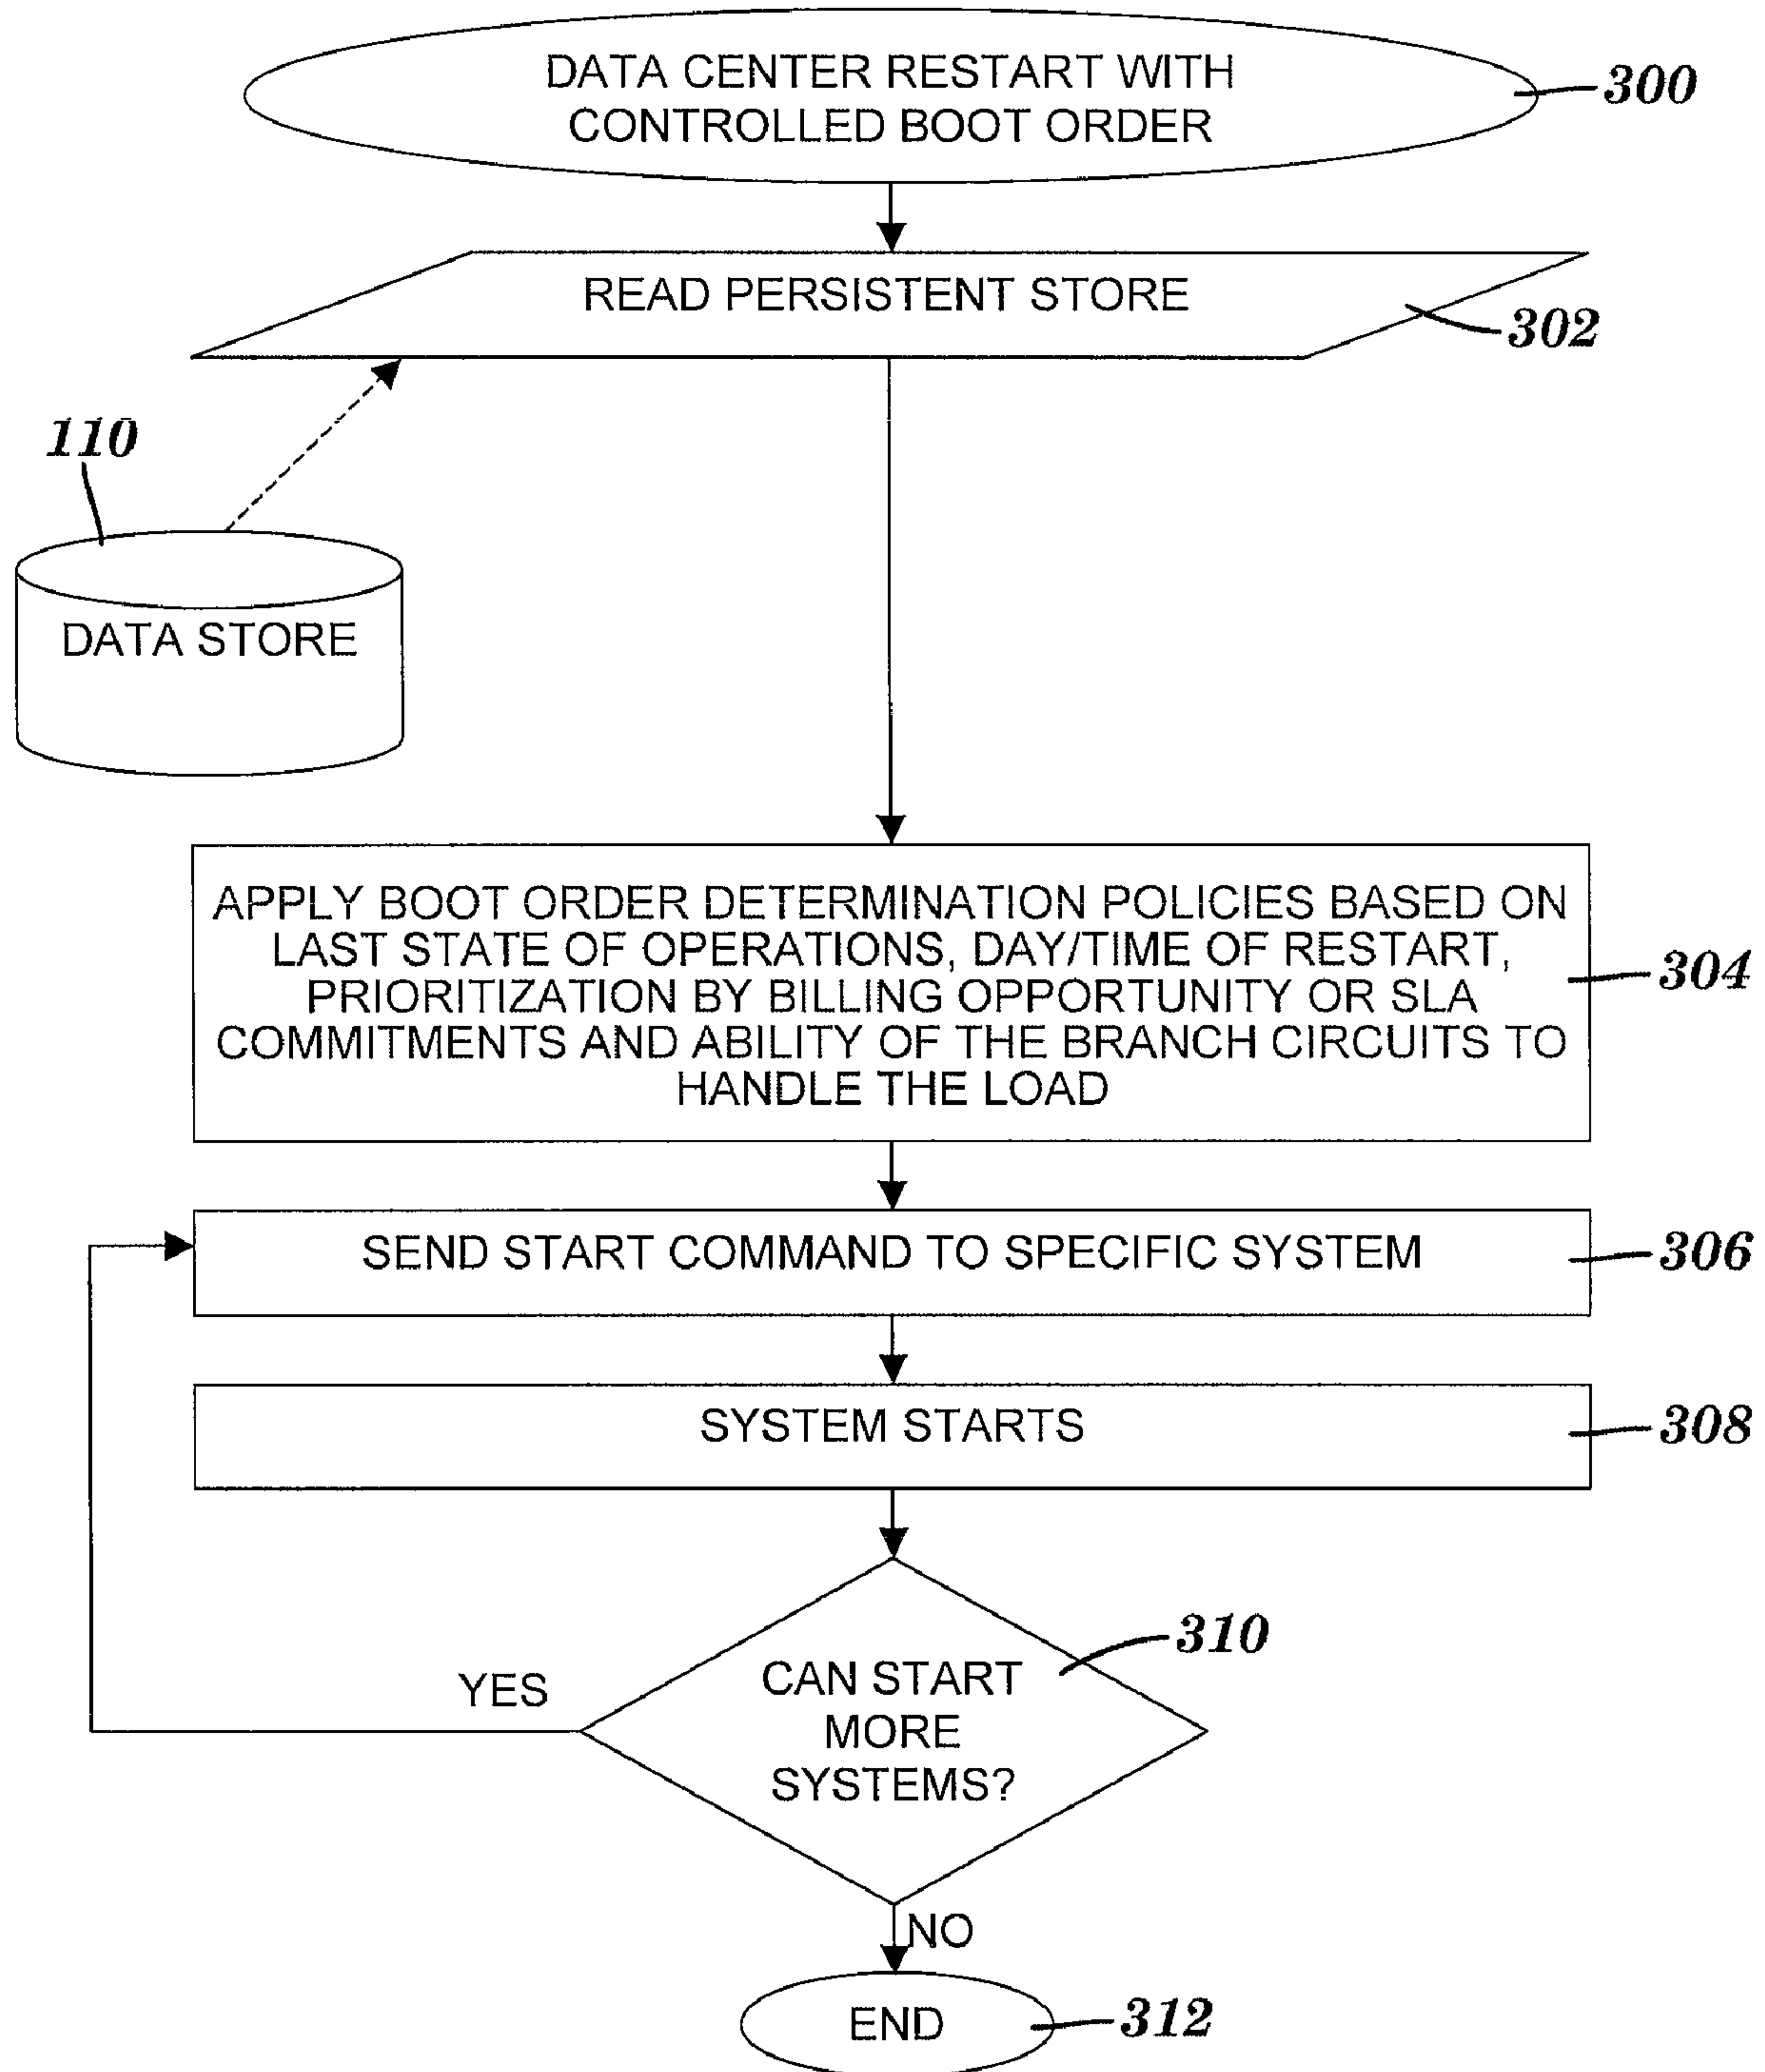 DATA CENTER RESTART WITH
CONTROLLED BOOT ORDER
300
READ PERSISTENT STORE
302
110
DATA STORE
APPLY BOOT ORDER DETERMINATION POLICIES BASED ON
LAST STATE OF OPERATIONS, DAY/TIME OF RESTART,
PRIORITIZATION BY BILLING OPPORTUNITY OR SLA
COMMITMENTS AND ABILITY OF THE BRANCH CIRCUITS TO
HANDLE THE LOAD
304
SEND START COMMAND TO SPECIFIC SYSTEM
306
SYSTEM STARTS
308
310
YES
CAN START
MORE
SYSTEMS?
NO
END
312